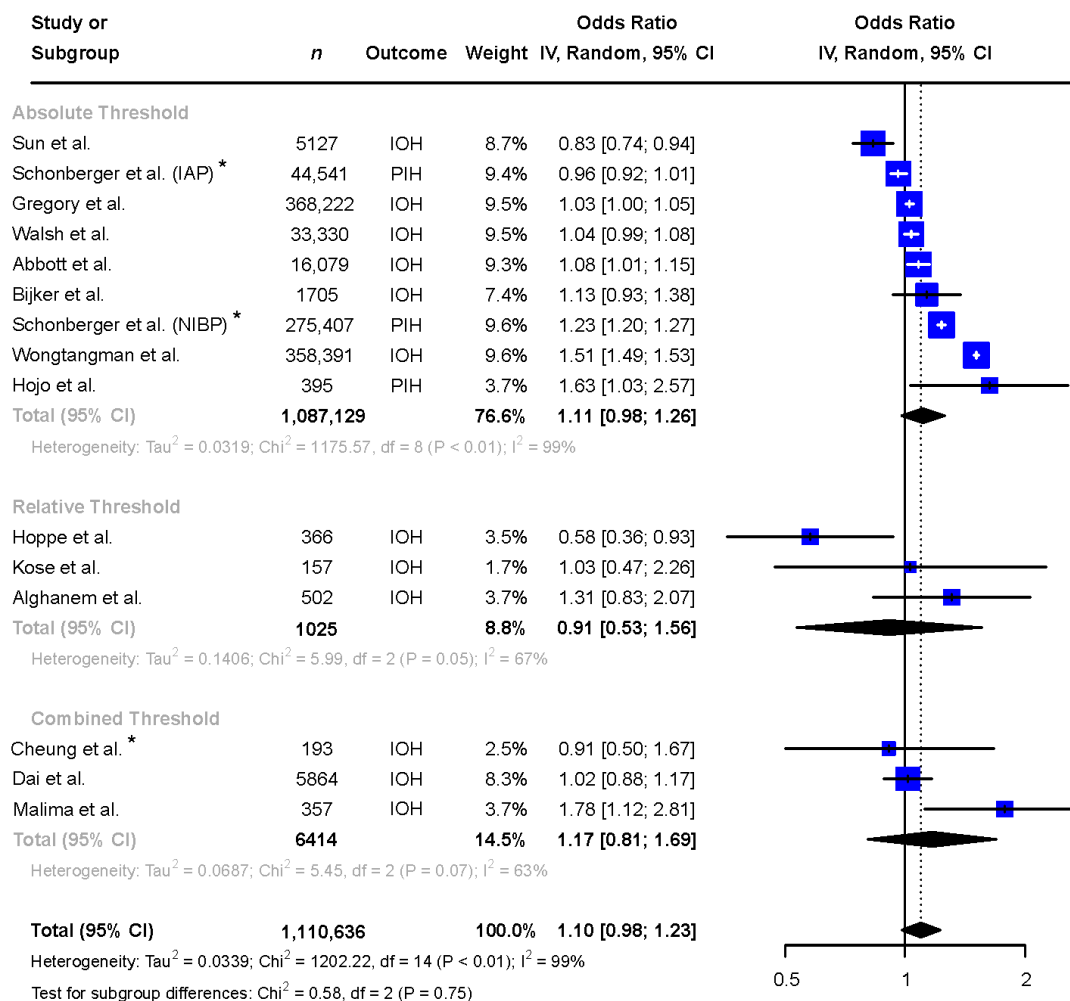 Study or Odds Ratio Odds Ratio
Subgroup n Outcome Weight IV, Random, 95% CI IV, Random, 95% CI
Absolute Threshold
Sun et al. 5127 IOH 8.7% 0.83 [0.74; 0.94]
Schonberger et al. (IAP) * 44,541 PIH 9.4% 0.96 [0.92; 1.01]
Gregory et al. 368,222 IOH 9.5% 1.03 [1.00; 1.05]
Walsh et al. 33,330 IOH 9.5% 1.04 [0.99; 1.08]
Abbott et al. 16,079 IOH 9.3% 1.08 [1.01; 1.15]
Bijker et al. 1705 IOH 7.4% 1.13 [0.93; 1.38]
Schonberger et al. (NIBP) * 275,407 PIH 9.6% 1.23 [1.20; 1.27]
Wongtangman et al. 358,391 IOH 9.6% 1.51 [1.49; 1.53]
Hojo et al. 395 PIH 3.7% 1.63 [1.03; 2.57]
Total (95% CI) 1,087,129 76.6% 1.11 [0.98; 1.26]
Heterogeneity: Tau² = 0.0319; Chi² = 1175.57, df = 8 (P < 0.01); I² = 99%
Relative Threshold
Hoppe et al. 366 IOH 3.5% 0.58 [0.36; 0.93]
Kose et al. 157 IOH 1.7% 1.03 [0.47; 2.26]
Alghanem et al. 502 IOH 3.7% 1.31 [0.83; 2.07]
Total (95% CI) 1025 8.8% 0.91 [0.53; 1.56]
Heterogeneity: Tau² = 0.1406; Chi² = 5.99, df = 2 (P = 0.05); I² = 67%
Combined Threshold
Cheung et al. * 193 IOH 2.5% 0.91 [0.50; 1.67]
Dai et al. 5864 IOH 8.3% 1.02 [0.88; 1.17]
Malima et al. 357 IOH 3.7% 1.78 [1.12; 2.81]
Total (95% CI) 6414 14.5% 1.17 [0.81; 1.69]
Heterogeneity: Tau² = 0.0687; Chi² = 5.45, df = 2 (P = 0.07); I² = 63%
Total (95% CI) 1,110,636 100.0% 1.10 [0.98; 1.23]
Heterogeneity: Tau² = 0.0339; Chi² = 1202.22, df = 14 (P < 0.01); I² = 99%
Test for subgroup differences: Chi² = 0.58, df = 2 (P = 0.75)
0.5 1 2